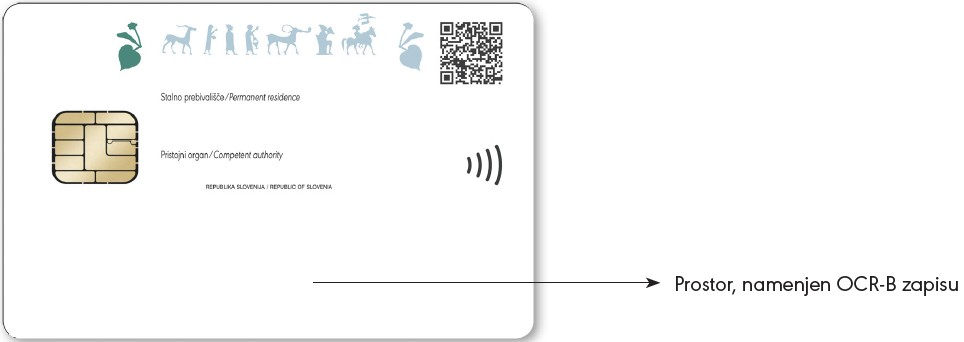 Stalno prebivališče / Permanent residence
Pristojni organ / Competent authority
REPUBLIKA SLOVENIJA / REPUBLIC OF SLOVENIA
Prostor, namenjen OCR-B zapisu